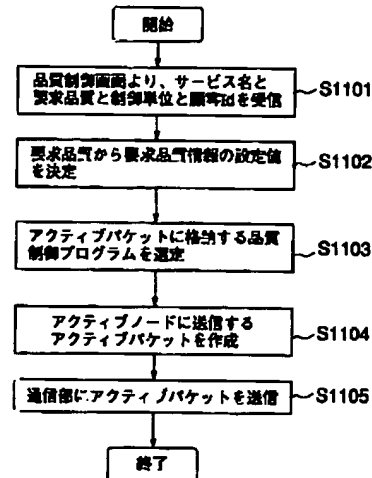 開始
品質制御画面より、サービス名と
要求品質と制御単位と顧客Idを受信
S1101
要求品質から要求品質情報の設定値
を決定
S1102
アクティブパケットに格納する品質
制御プログラムを選定
S1103
アクティブノードに送信する
アクティブパケットを作成
S1104
通信部にアクティブパケットを送信
S1105
終了